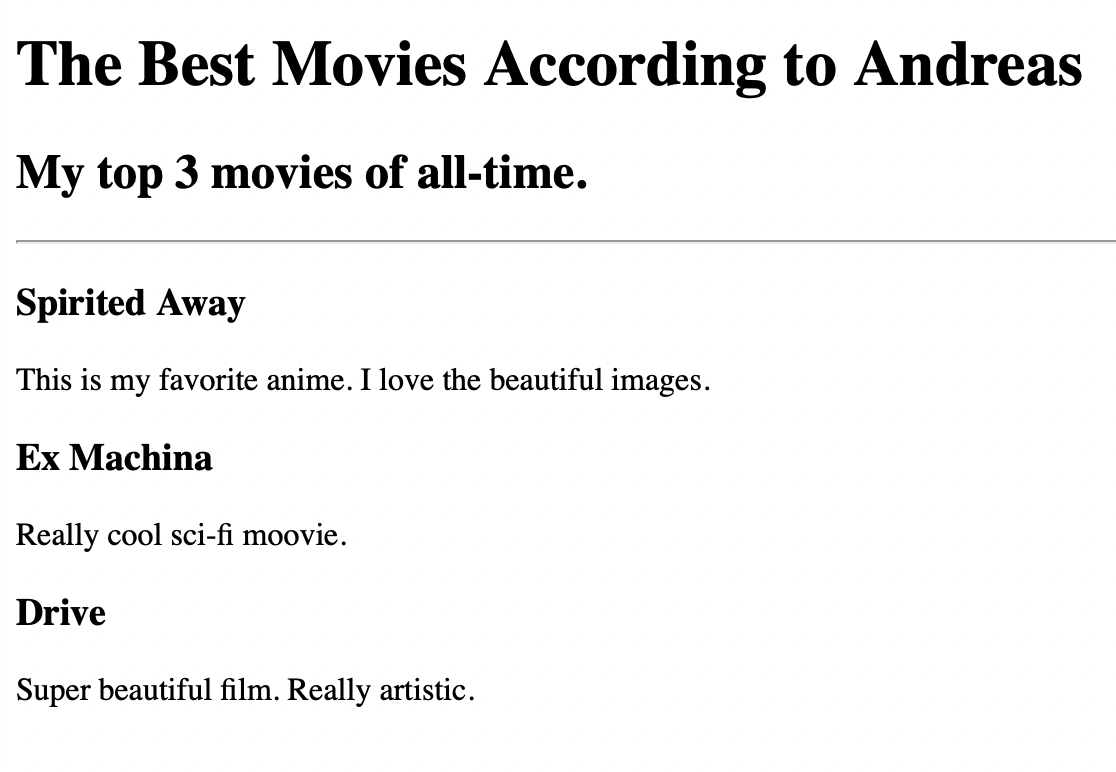 The Best Movies According to Andreas
My top 3 movies of all-time.
Spirited Away
This is my favorite anime. I love the beautiful images.
Ex Machina
Really cool sci-fi moovie.
Drive
Super beautiful film. Really artistic.